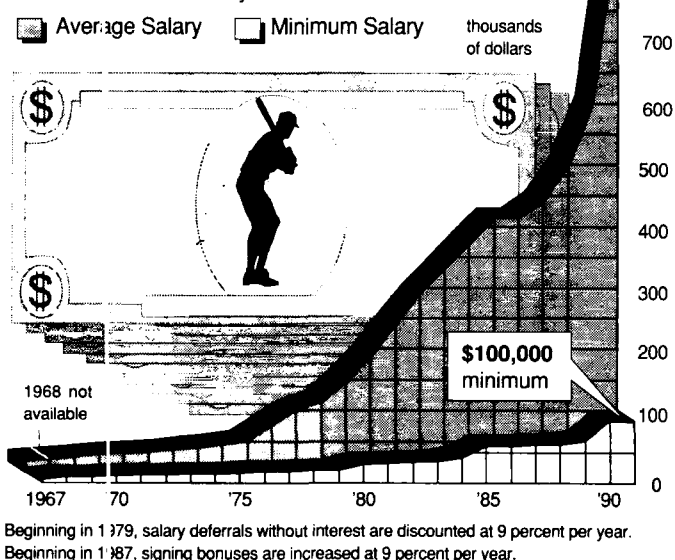 Average Salary
Minimum Salary
thousands
of dollars
700
$
$
600
500
400
$
300
$100,000
minimum
200
1968 not
available
100
0
1967
70
'75
'80
'85
'90
Beginning in 1979, salary deferrals without interest are discounted at 9 percent per year.
Beginning in 1987, signing bonuses are increased at 9 percent per year.